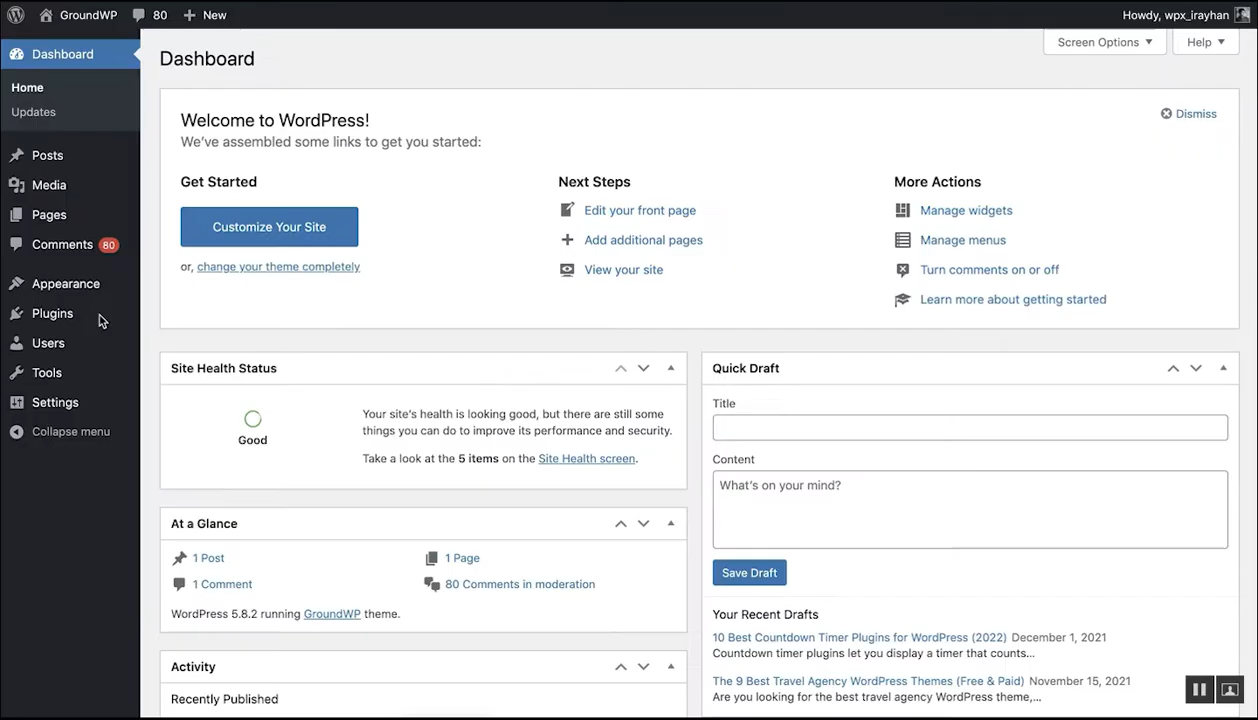 GroundWP 80 New Howdy, wpx_irayhan
Dashboard
Home
Updates
Posts
Media
Pages
Comments 80
Appearance
Plugins
Users
Tools
Settings
Collapse menu
Dashboard
Screen Options Help
Welcome to WordPress!
We've assembled some links to get you started:
Dismiss
Get Started
Customize Your Site
or, change your theme completely
Next Steps
Edit your front page
Add additional pages
View your site
More Actions
Manage widgets
Manage menus
Turn comments on or off
Learn more about getting started
Site Health Status
Good
Your site's health is looking good, but there are still some
things you can do to improve its performance and security.
Take a look at the 5 items on the Site Health screen.
At a Glance
1 Post 1 Page
1 Comment 80 Comments in moderation
WordPress 5.8.2 running GroundWP theme.
Activity
Recently Published
Quick Draft
Title
Content
What's on your mind?
Save Draft
Your Recent Drafts
10 Best Countdown Timer Plugins for WordPress (2022) December 1, 2021
Countdown timer plugins let you display a timer that counts…
The 9 Best Travel Agency WordPress Themes (Free & Paid) November 15, 2021
Are you looking for the best travel agency WordPress theme,…